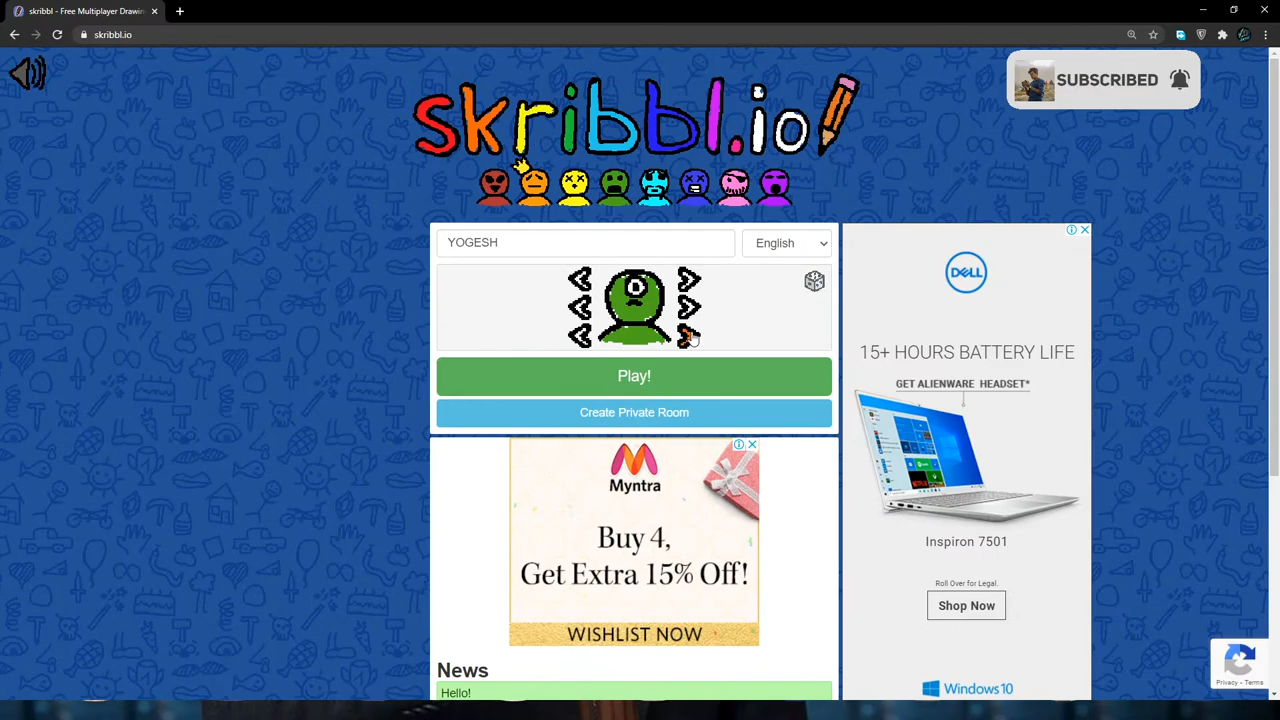 skribbl - Free Multiplayer Drawin
skribbl.io
SUBSCRIBED
skribbl.io
YOGESH
English
Play!
Create Private Room
Myntra
Buy 4,
Get Extra 15% Off!
WISHLIST NOW
News
Hello!
DELL
15+ HOURS BATTERY LIFE
GET ALIENWARE HEADSET*
Inspiron 7501
Roll Over for Legal.
Shop Now
Windows 10
Privacy - Terms